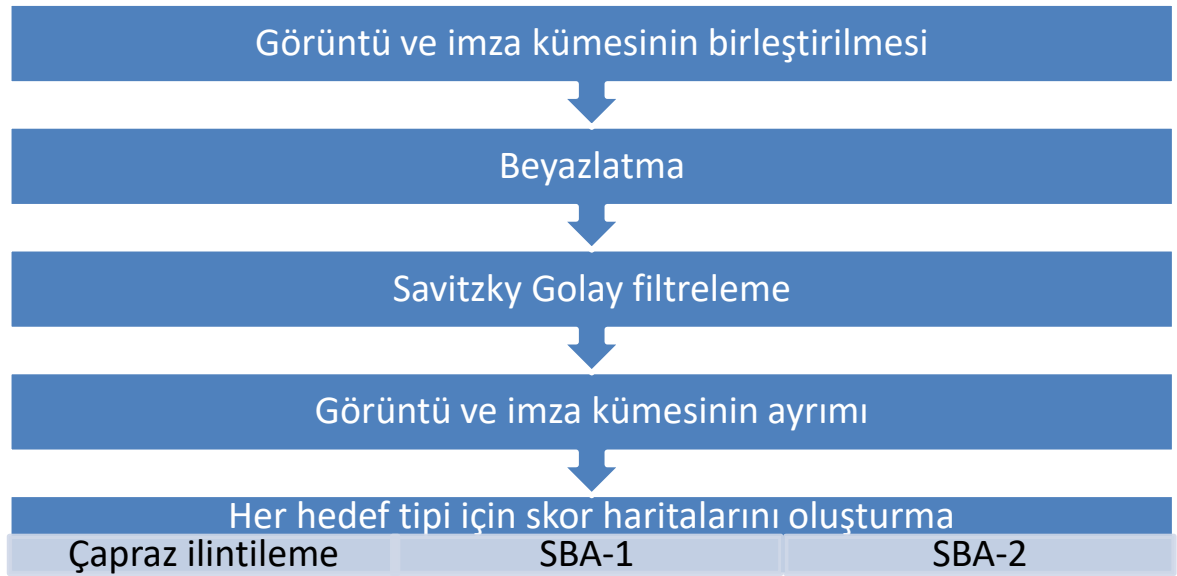 Görüntü ve imza kümesinin birleştirilmesi
Beyazlatma
Savitzky Golay filtreleme
Görüntü ve imza kümesinin ayrımı
Her hedef tipi için skor haritalarını oluşturma
Çapraz ilintileme SBA-1 SBA-2